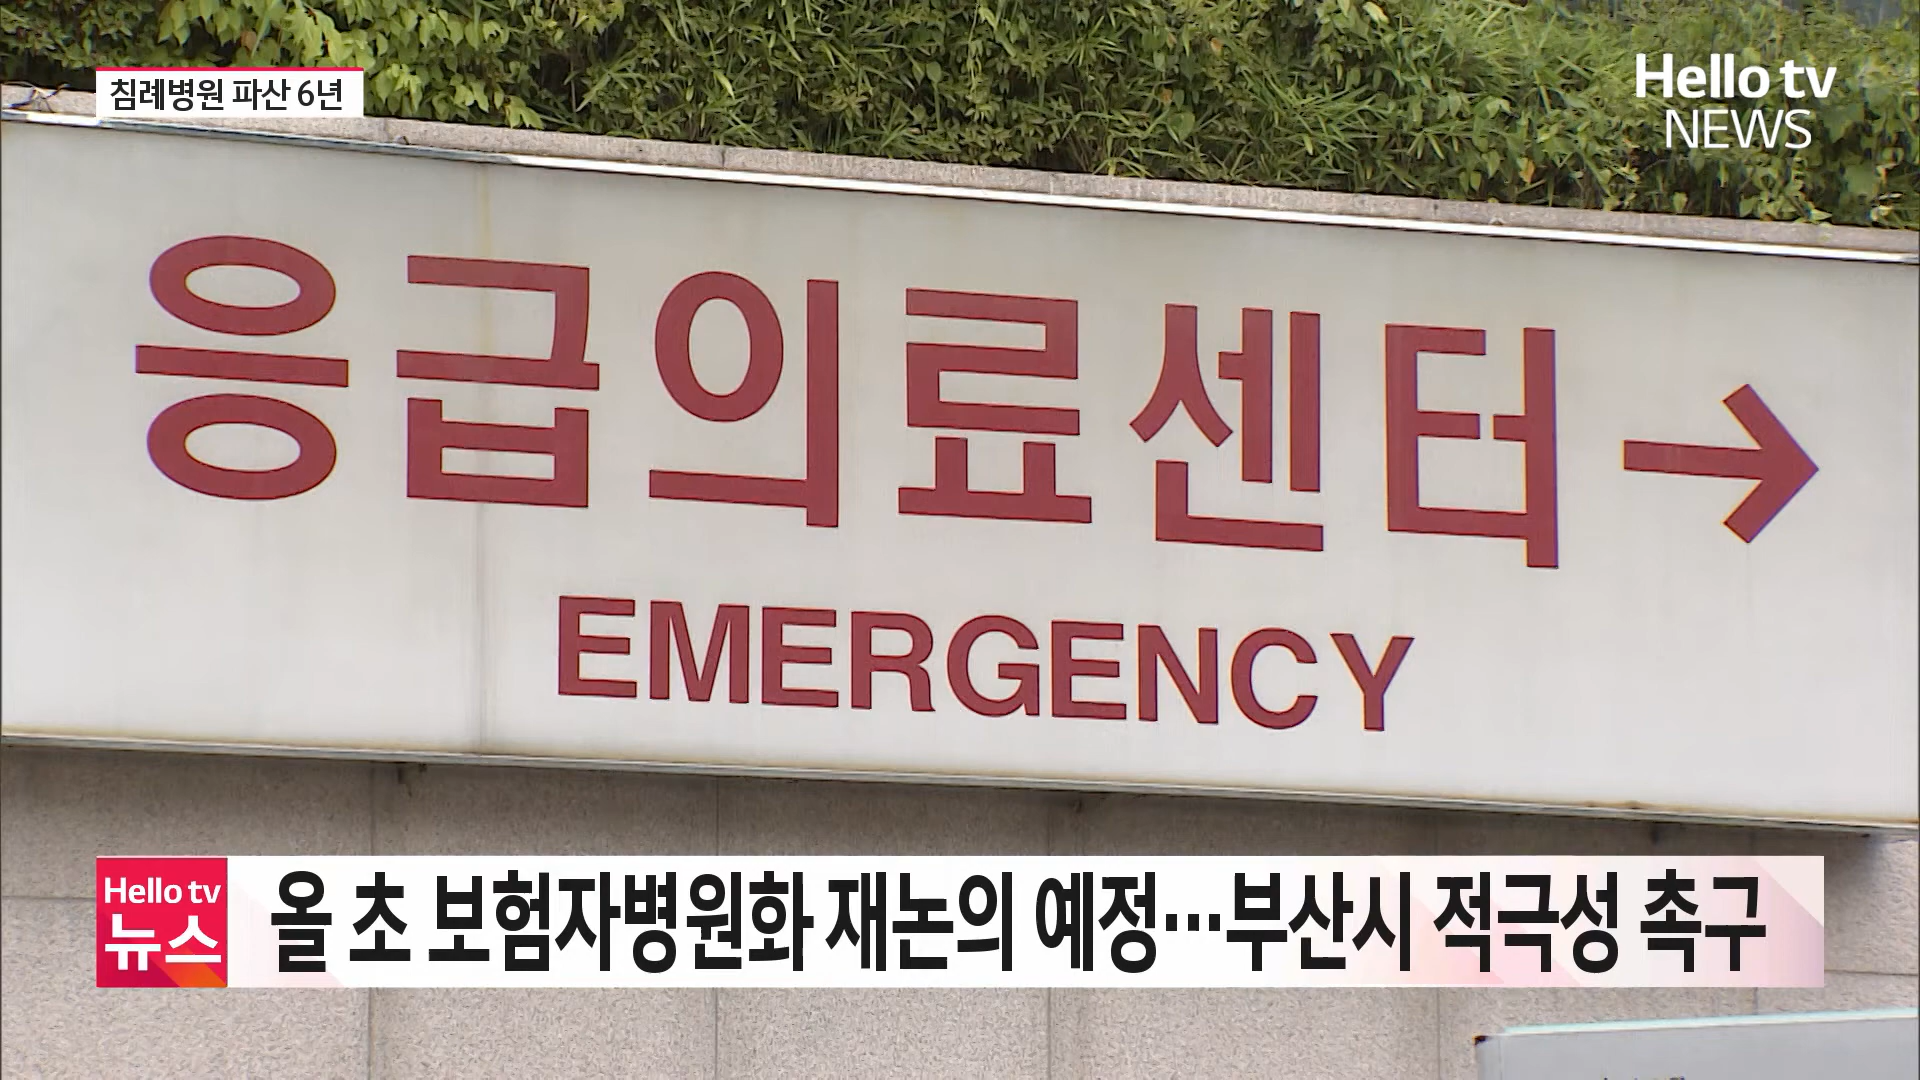 침례병원 파산 6년
Hello tv
NEWS
응급의료센터→
EMERGENCY
Hello tv
뉴스
올 초 보험자병원화 재논의 예정…부산시 적극성 촉구